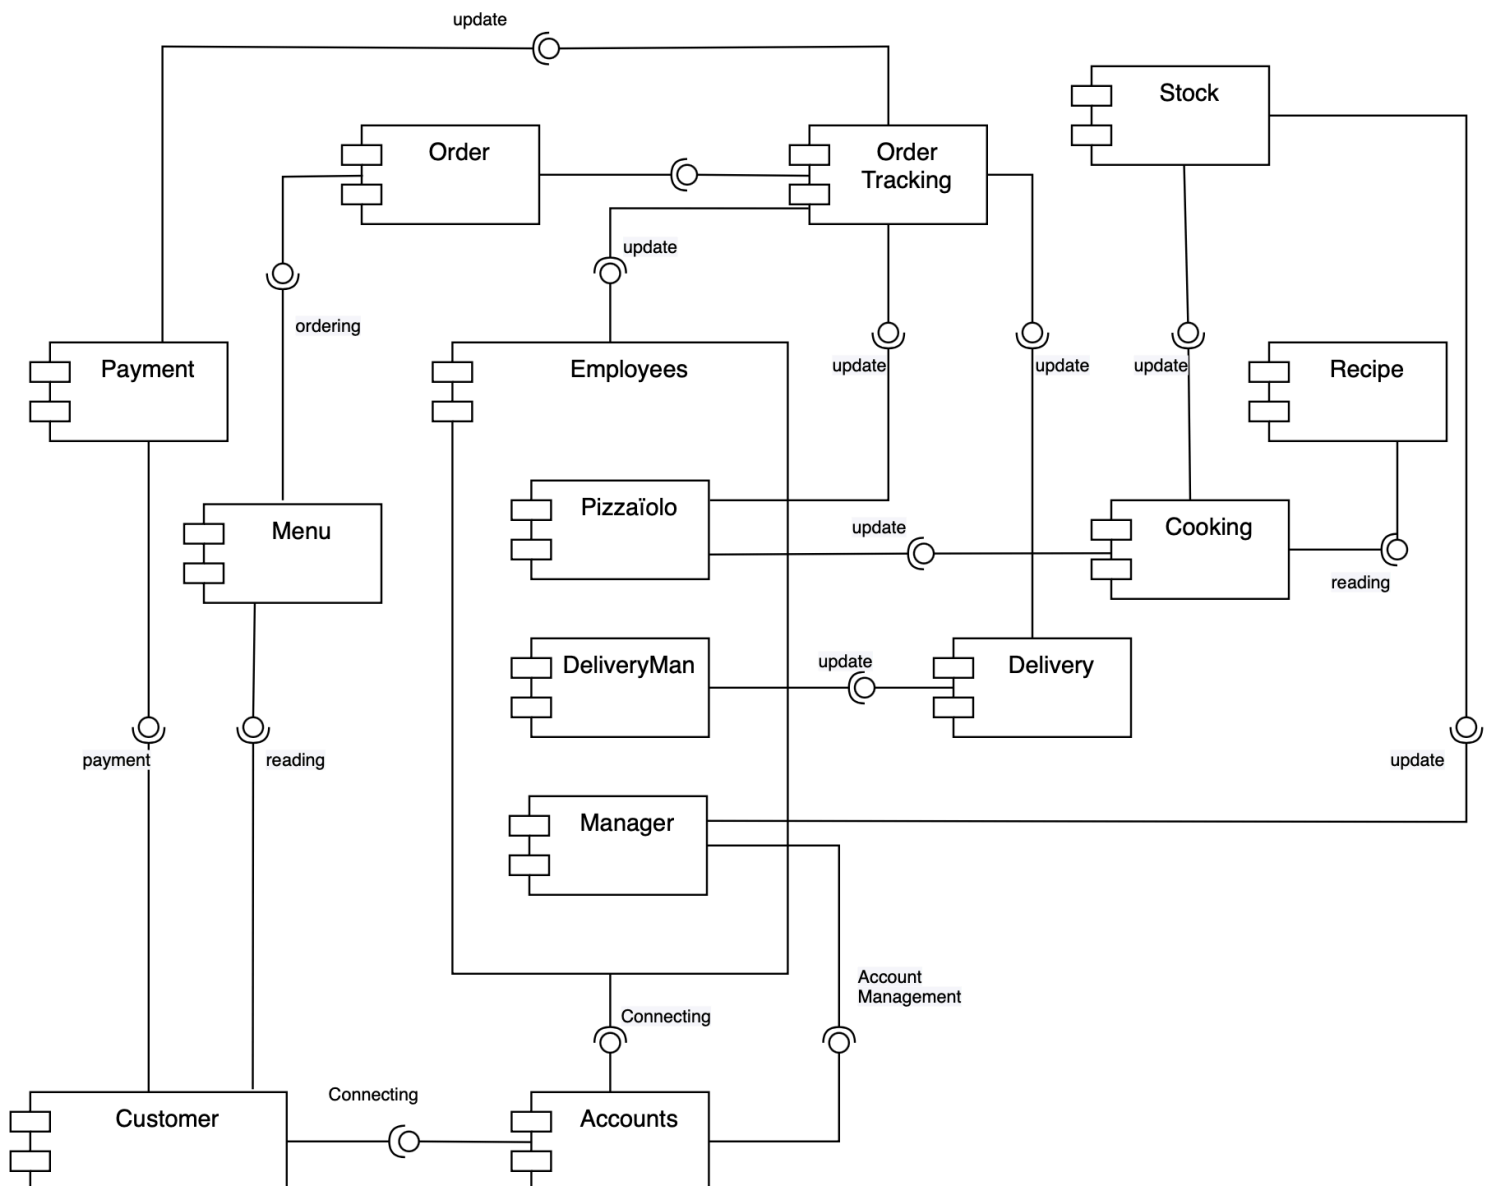 update
Stock
Order
Order
Tracking
update
ordering
Payment
Employees
update
update
update
Recipe
Pizzaïolo
Menu
update
Cooking
reading
DeliveryMan
update
Delivery
payment
reading
update
Manager
Account
Management
Connecting
Connecting
Customer
Accounts